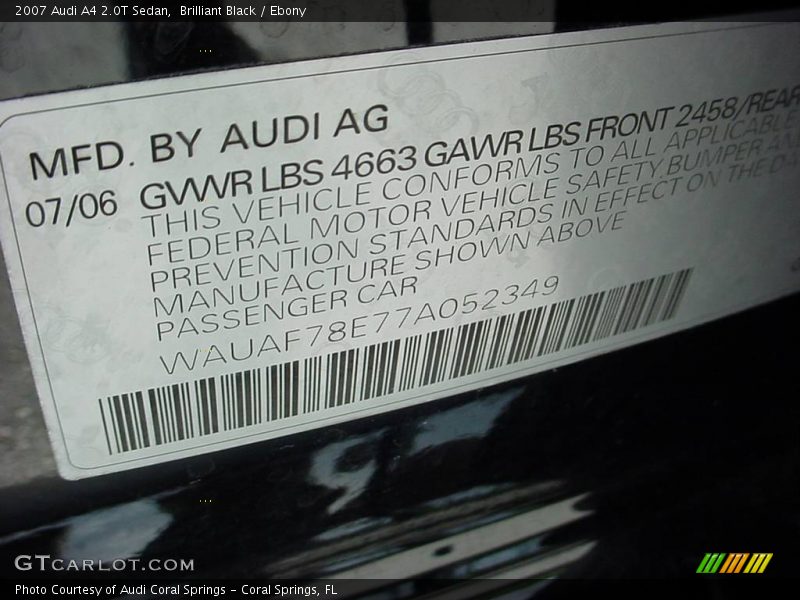 2007 Audi A4 2.0T Sedan,  Brilliant Black / Ebony
MFD. BY AUDI AG
07/06 GVWR LBS 4663 GAWR LBS FRONT 2458/REAR
THIS VEHICLE CONFORMS TO ALL APPLICABLE
FEDERAL MOTOR VEHICLE SAFETY,BUMPER AND
PREVENTION STANDARDS IN EFFECT ON THE DA
MANUFACTURE SHOWN ABOVE
PASSENGER CAR
WAUAF78E77A052349
GTCARLOT.COM
Photo Courtesy of Audi Coral Springs - Coral Springs, FL